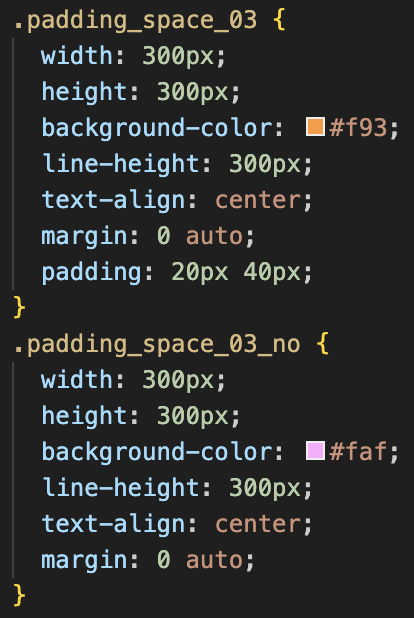 .padding_space_03 {
width: 300px;
height: 300px;
background-color: #f93;
line-height: 300px;
text-align: center;
margin: 0 auto;
padding: 20px 40px;
}
.padding_space_03_no {
width: 300px;
height: 300px;
background-color: #faf;
line-height: 300px;
text-align: center;
margin: 0 auto;
}